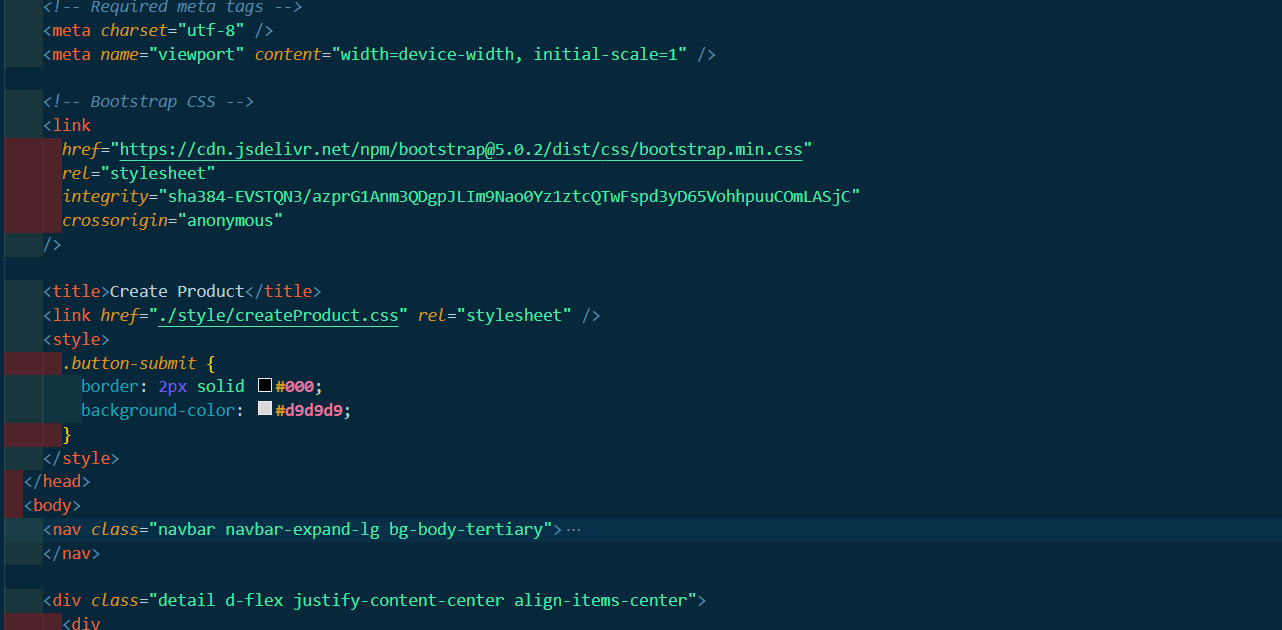 <!-- Required meta tags -->
<meta charset="utf-8" />
<meta name="viewport" content="width=device-width, initial-scale=1" />
<!-- Bootstrap CSS -->
<link
href="https://cdn.jsdelivr.net/npm/bootstrap@5.0.2/dist/css/bootstrap.min.css"
rel="stylesheet"
integrity="sha384-EVSTQN3/azprG1Anm3QDgpJLIm9Nao0Yz1ztcQTwFspd3yD65VohhpuuCOmLASjC"
crossorigin="anonymous"
/>
<title>Create Product</title>
<link href="./style/createProduct.css" rel="stylesheet" />
<style>
.button-submit {
border: 2px solid #000;
background-color: #d9d9d9;
}
</style>
</head>
<body>
<nav class="navbar navbar-expand-lg bg-body-tertiary">···
</nav>
<div class="detail d-flex justify-content-center align-items-center">
<div